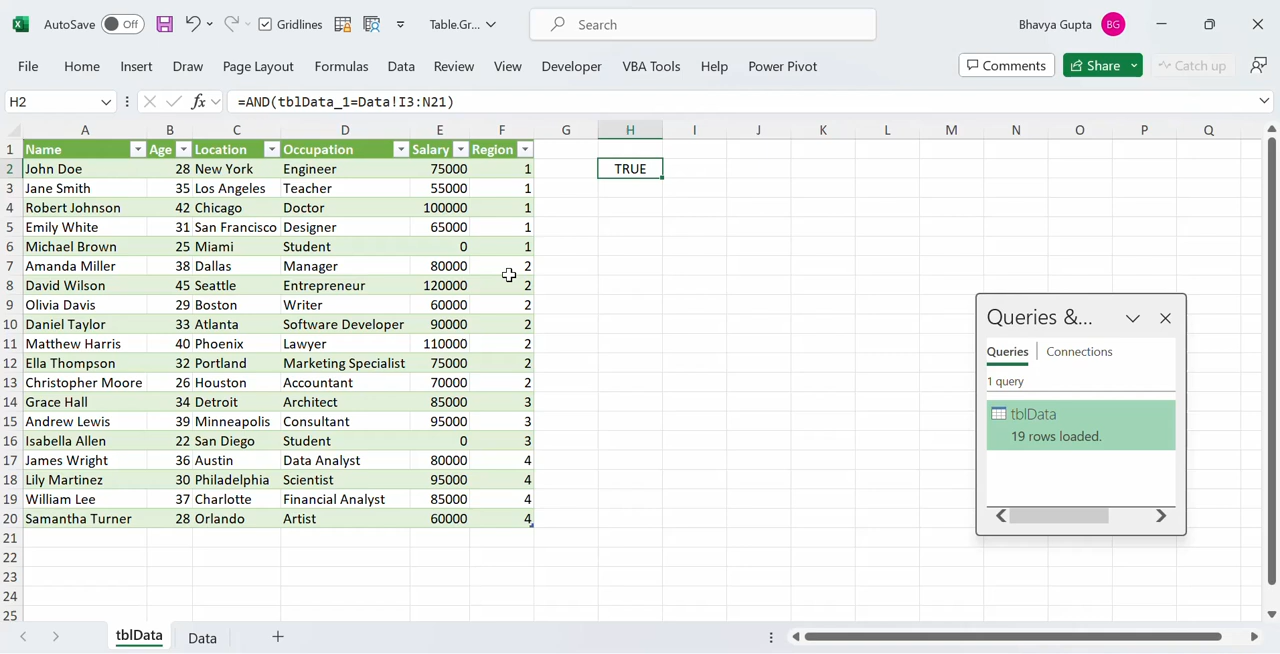 AutoSave Off Gridlines Table.Gr... Search Bhavya Gupta BG
File Home Insert Draw Page Layout Formulas Data Review View Developer VBA Tools Help Power Pivot Comments Share Catch up
H2 fx =AND(tblData_1=Data!I3:N21)
A B C D E F G H I J K L M N O P Q
1 Name Age Location Occupation Salary Region
2 John Doe 28 New York Engineer 75000 1 TRUE
3 Jane Smith 35 Los Angeles Teacher 55000 1
4 Robert Johnson 42 Chicago Doctor 100000 1
5 Emily White 31 San Francisco Designer 65000 1
6 Michael Brown 25 Miami Student 0 1
7 Amanda Miller 38 Dallas Manager 80000 2
8 David Wilson 45 Seattle Entrepreneur 120000 2
9 Olivia Davis 29 Boston Writer 60000 2
10 Daniel Taylor 33 Atlanta Software Developer 90000 2
11 Matthew Harris 40 Phoenix Lawyer 110000 2
12 Ella Thompson 32 Portland Marketing Specialist 75000 2
13 Christopher Moore 26 Houston Accountant 70000 2
14 Grace Hall 34 Detroit Architect 85000 3
15 Andrew Lewis 39 Minneapolis Consultant 95000 3
16 Isabella Allen 22 San Diego Student 0 3
17 James Wright 36 Austin Data Analyst 80000 4
18 Lily Martinez 30 Philadelphia Scientist 95000 4
19 William Lee 37 Charlotte Financial Analyst 85000 4
20 Samantha Turner 28 Orlando Artist 60000 4
21
22
23
24
25
Queries &...
Queries Connections
1 query
tblData
19 rows loaded.
tblData Data